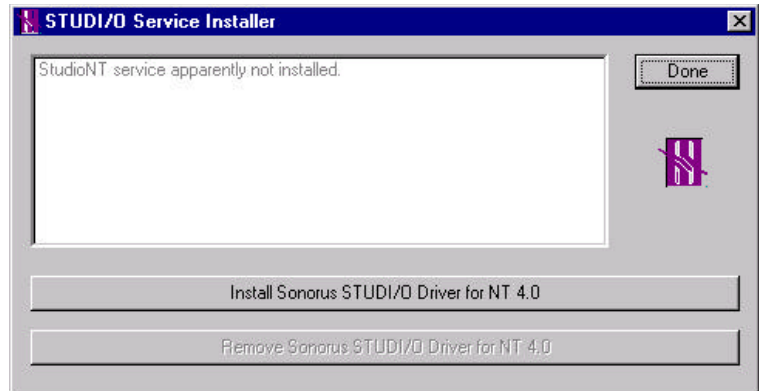 STUDI/O Service Installer
StudioNT service apparently not installed.
Done
Install Sonorus STUDI/O Driver for NT 4.0
Remove Sonorus STUDI/O Driver for NT 4.0